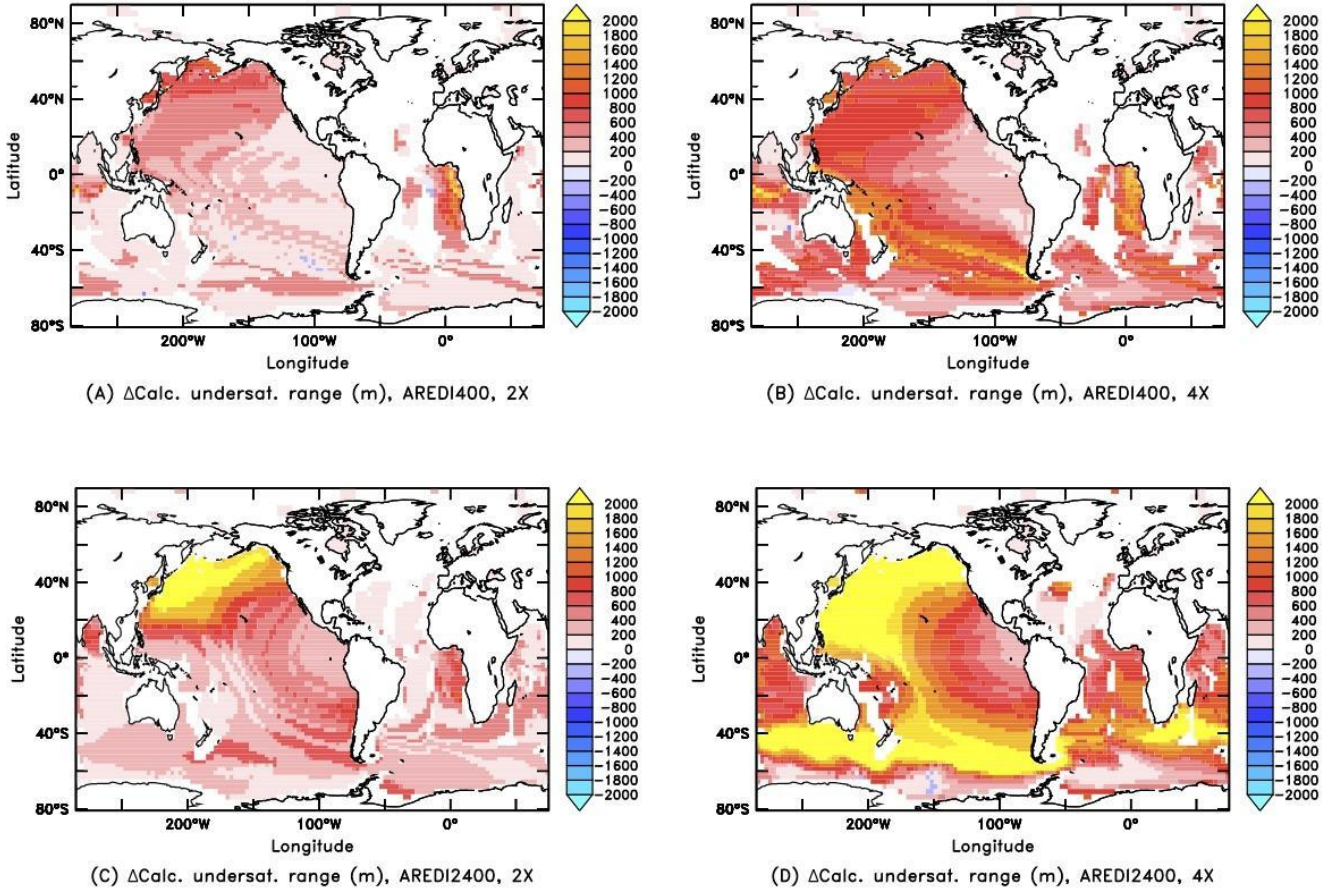 80°N
40°N
0°
40°S
80°S
Latitude
200°W 100°W 0°
Longitude
2000
1800
1600
1400
1200
1000
800
600
400
200
0
−200
−400
−600
−800
−1000
−1200
−1400
−1600
−1800
−2000
(A) ΔCalc. undersat. range (m), AREDI400, 2X
80°N
40°N
0°
40°S
80°S
Latitude
200°W 100°W 0°
Longitude
2000
1800
1600
1400
1200
1000
800
600
400
200
0
−200
−400
−600
−800
−1000
−1200
−1400
−1600
−1800
−2000
(B) ΔCalc. undersat. range (m), AREDI400, 4X
80°N
40°N
0°
40°S
80°S
Latitude
200°W 100°W 0°
Longitude
2000
1800
1600
1400
1200
1000
800
600
400
200
0
−200
−400
−600
−800
−1000
−1200
−1400
−1600
−1800
−2000
(C) ΔCalc. undersat. range (m), AREDI2400, 2X
80°N
40°N
0°
40°S
80°S
Latitude
200°W 100°W 0°
Longitude
2000
1800
1600
1400
1200
1000
800
600
400
200
0
−200
−400
−600
−800
−1000
−1200
−1400
−1600
−1800
−2000
(D) ΔCalc. undersat. range (m), AREDI2400, 4X